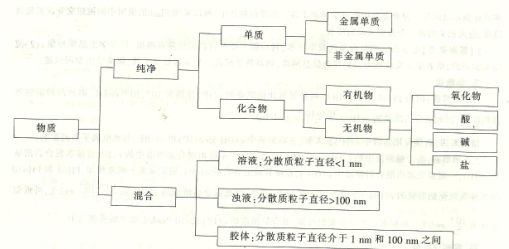 金属单质
单质
非金属单质
纯净
有机物
氧化物
化合物
酸
物质
无机物
碱
盐
溶液:分散质粒子直径<1 nm
混合
浊液:分散质粒子直径>100 nm
胶体:分散质粒子直径介于 1 nm 和 100 nm 之间